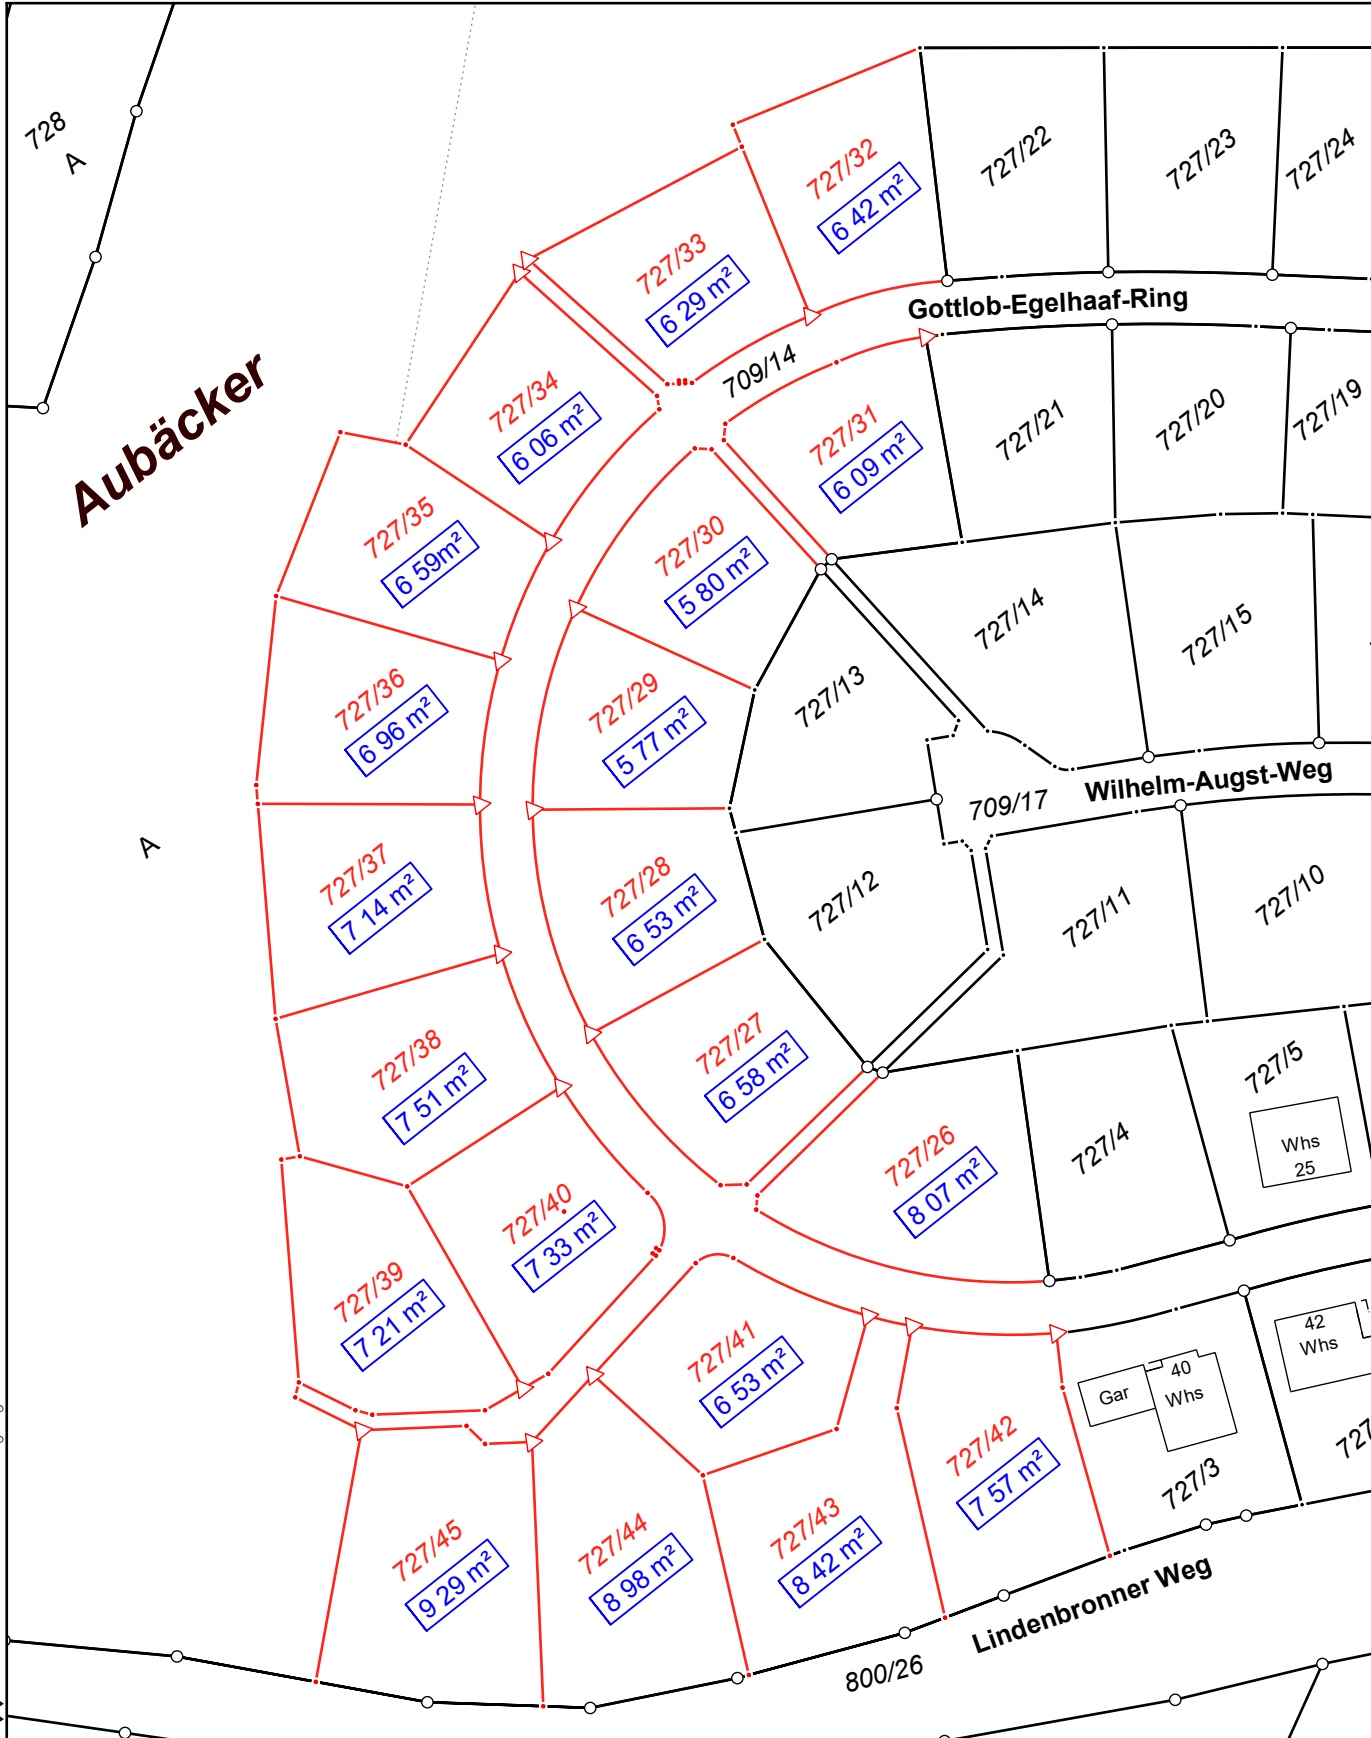 728
A
727/32
6 42 m²
727/22
727/23
727/24
727/33
6 29 m²
Gottlob-Egelhaaf-Ring
709/14
Aubäcker
727/34
6 06 m²
727/31
6 09 m²
727/21
727/20
727/19
727/35
6 59m²
727/30
5 80 m²
727/14
727/15
727/36
6 96 m²
727/29
5 77 m²
727/13
Wilhelm-Augst-Weg
709/17
A
727/37
7 14 m²
727/28
6 53 m²
727/12
727/11
727/10
727/38
7 51 m²
727/27
6 58 m²
727/5
Whs
25
727/26
8 07 m²
727/4
727/40
7 33 m²
727/39
7 21 m²
727/41
6 53 m²
42
Whs
40
Whs
Gar
727/42
7 57 m²
727/3
727
727/45
9 29 m²
727/44
8 98 m²
727/43
8 42 m²
Lindenbronner Weg
800/26